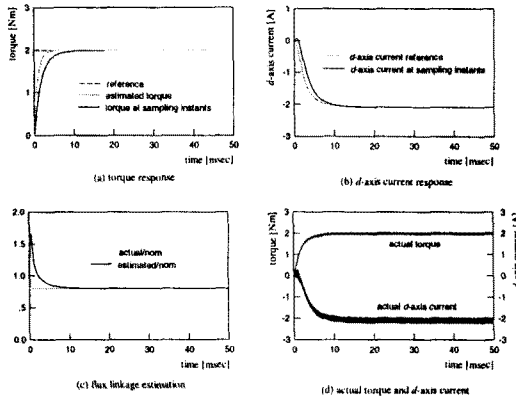 torque [Nm]
3
2
1
0
reference
estimated torque
torque at sampling instants
0 10 20 30 40 50
time [msec]
(a) torque response
d-axis current [A]
1
0
-1
-2
-3
d-axis current reference
d-axis current at sampling instants
0 10 20 30 40 50
time [msec]
(b) d-axis current response
2.0
1.0
0.0
actual/nom
estimated/nom
0 10 20 30 40 50
time [msec]
(c) flux linkage estimation
torque [Nm]
3
2
1
0
-1
-2
-3
actual torque
actual d-axis current
3
2
1
0
-1
-2
-3
d-axis current [A]
0 10 20 30 40 50
time [msec]
(d) actual torque and d-axis current